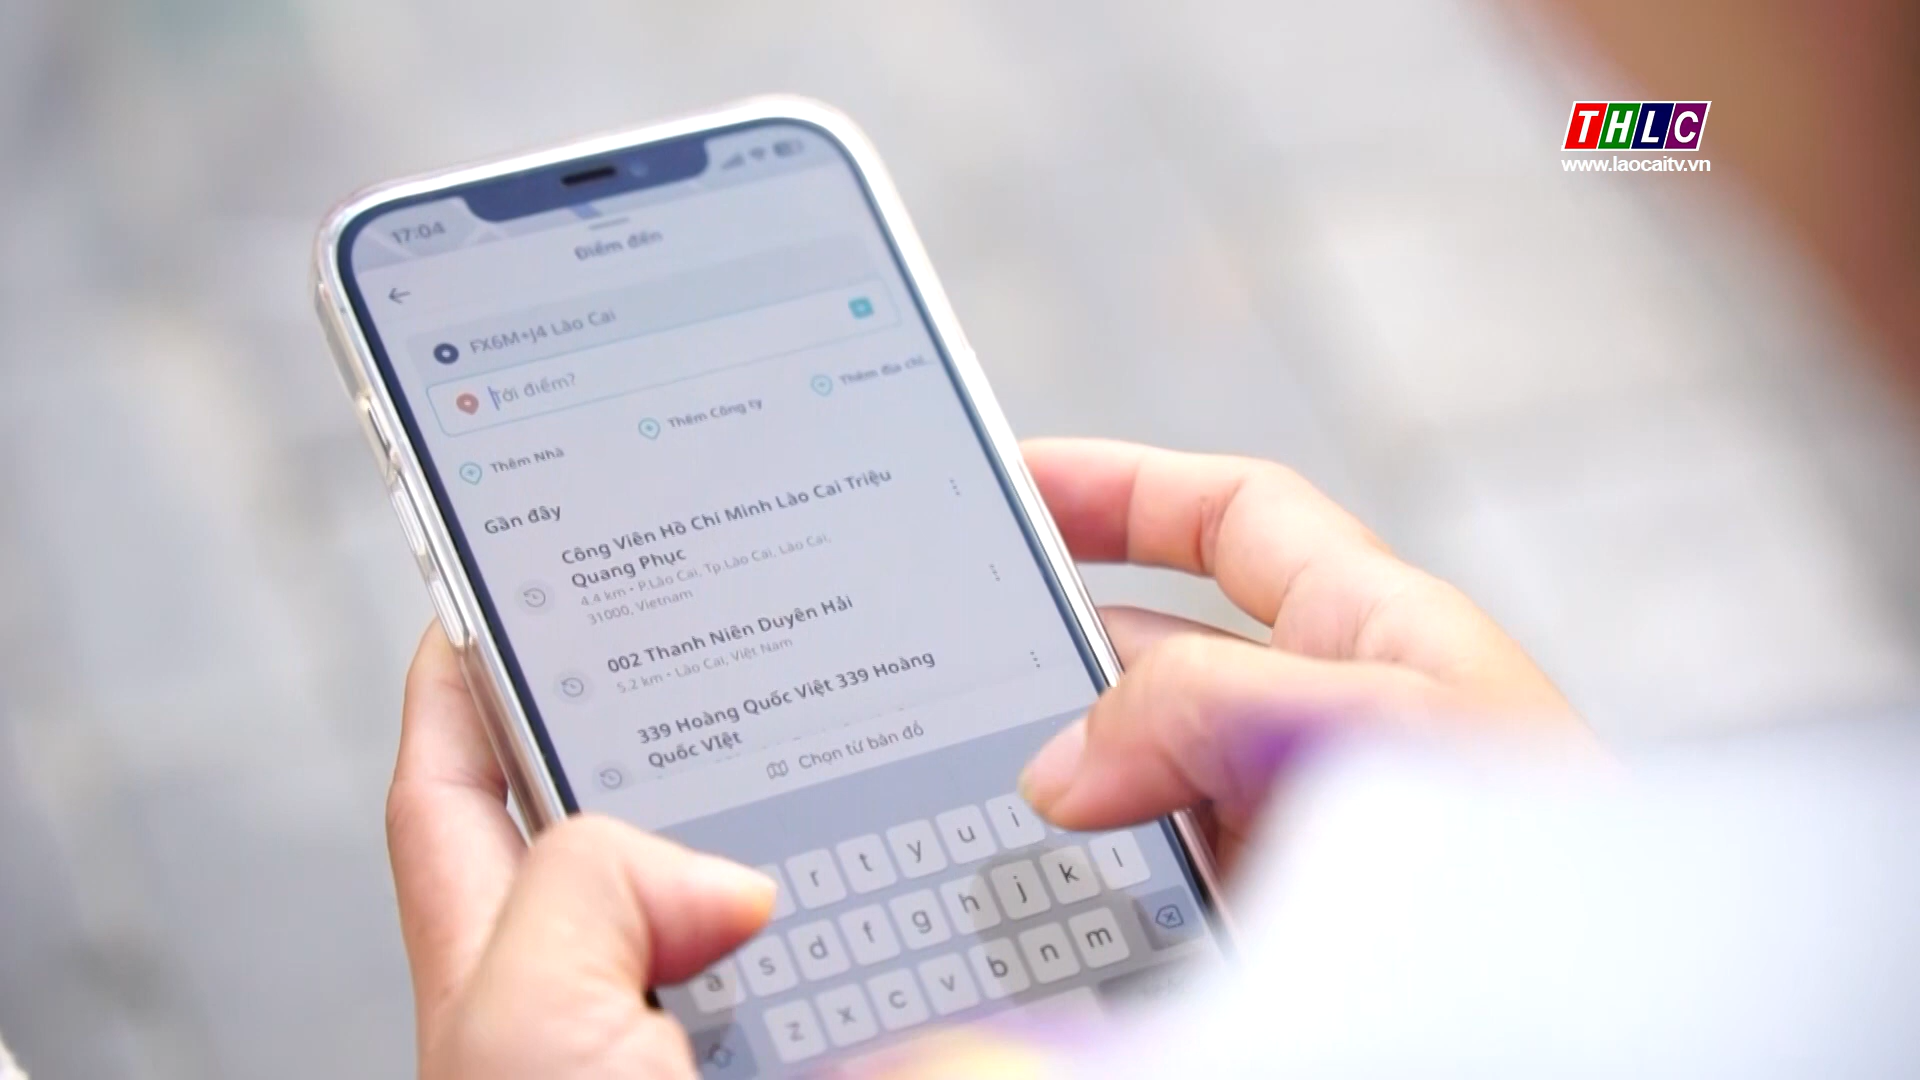 THLC
www.laocaitv.vn
17:04
Điểm đến
FX6M+J4 Lào Cai
Tới điểm?
Thêm Nhà
Thêm Công ty
Thêm địa chỉ...
Gần đây
Công Viên Hồ Chí Minh Lào Cai Triệu
Quang Phục
4.4 km • P.Lào Cai, Tp.Lào Cai, Lào Cai,
31000, Vietnam
002 Thanh Niên Duyên Hải
5.2 km • Lào Cai, Việt Nam
339 Hoàng Quốc Việt 339 Hoàng
Quốc VIệt
Chọn từ bản đồ
r t y u i
a s d f g h j k l
z x c v b n m